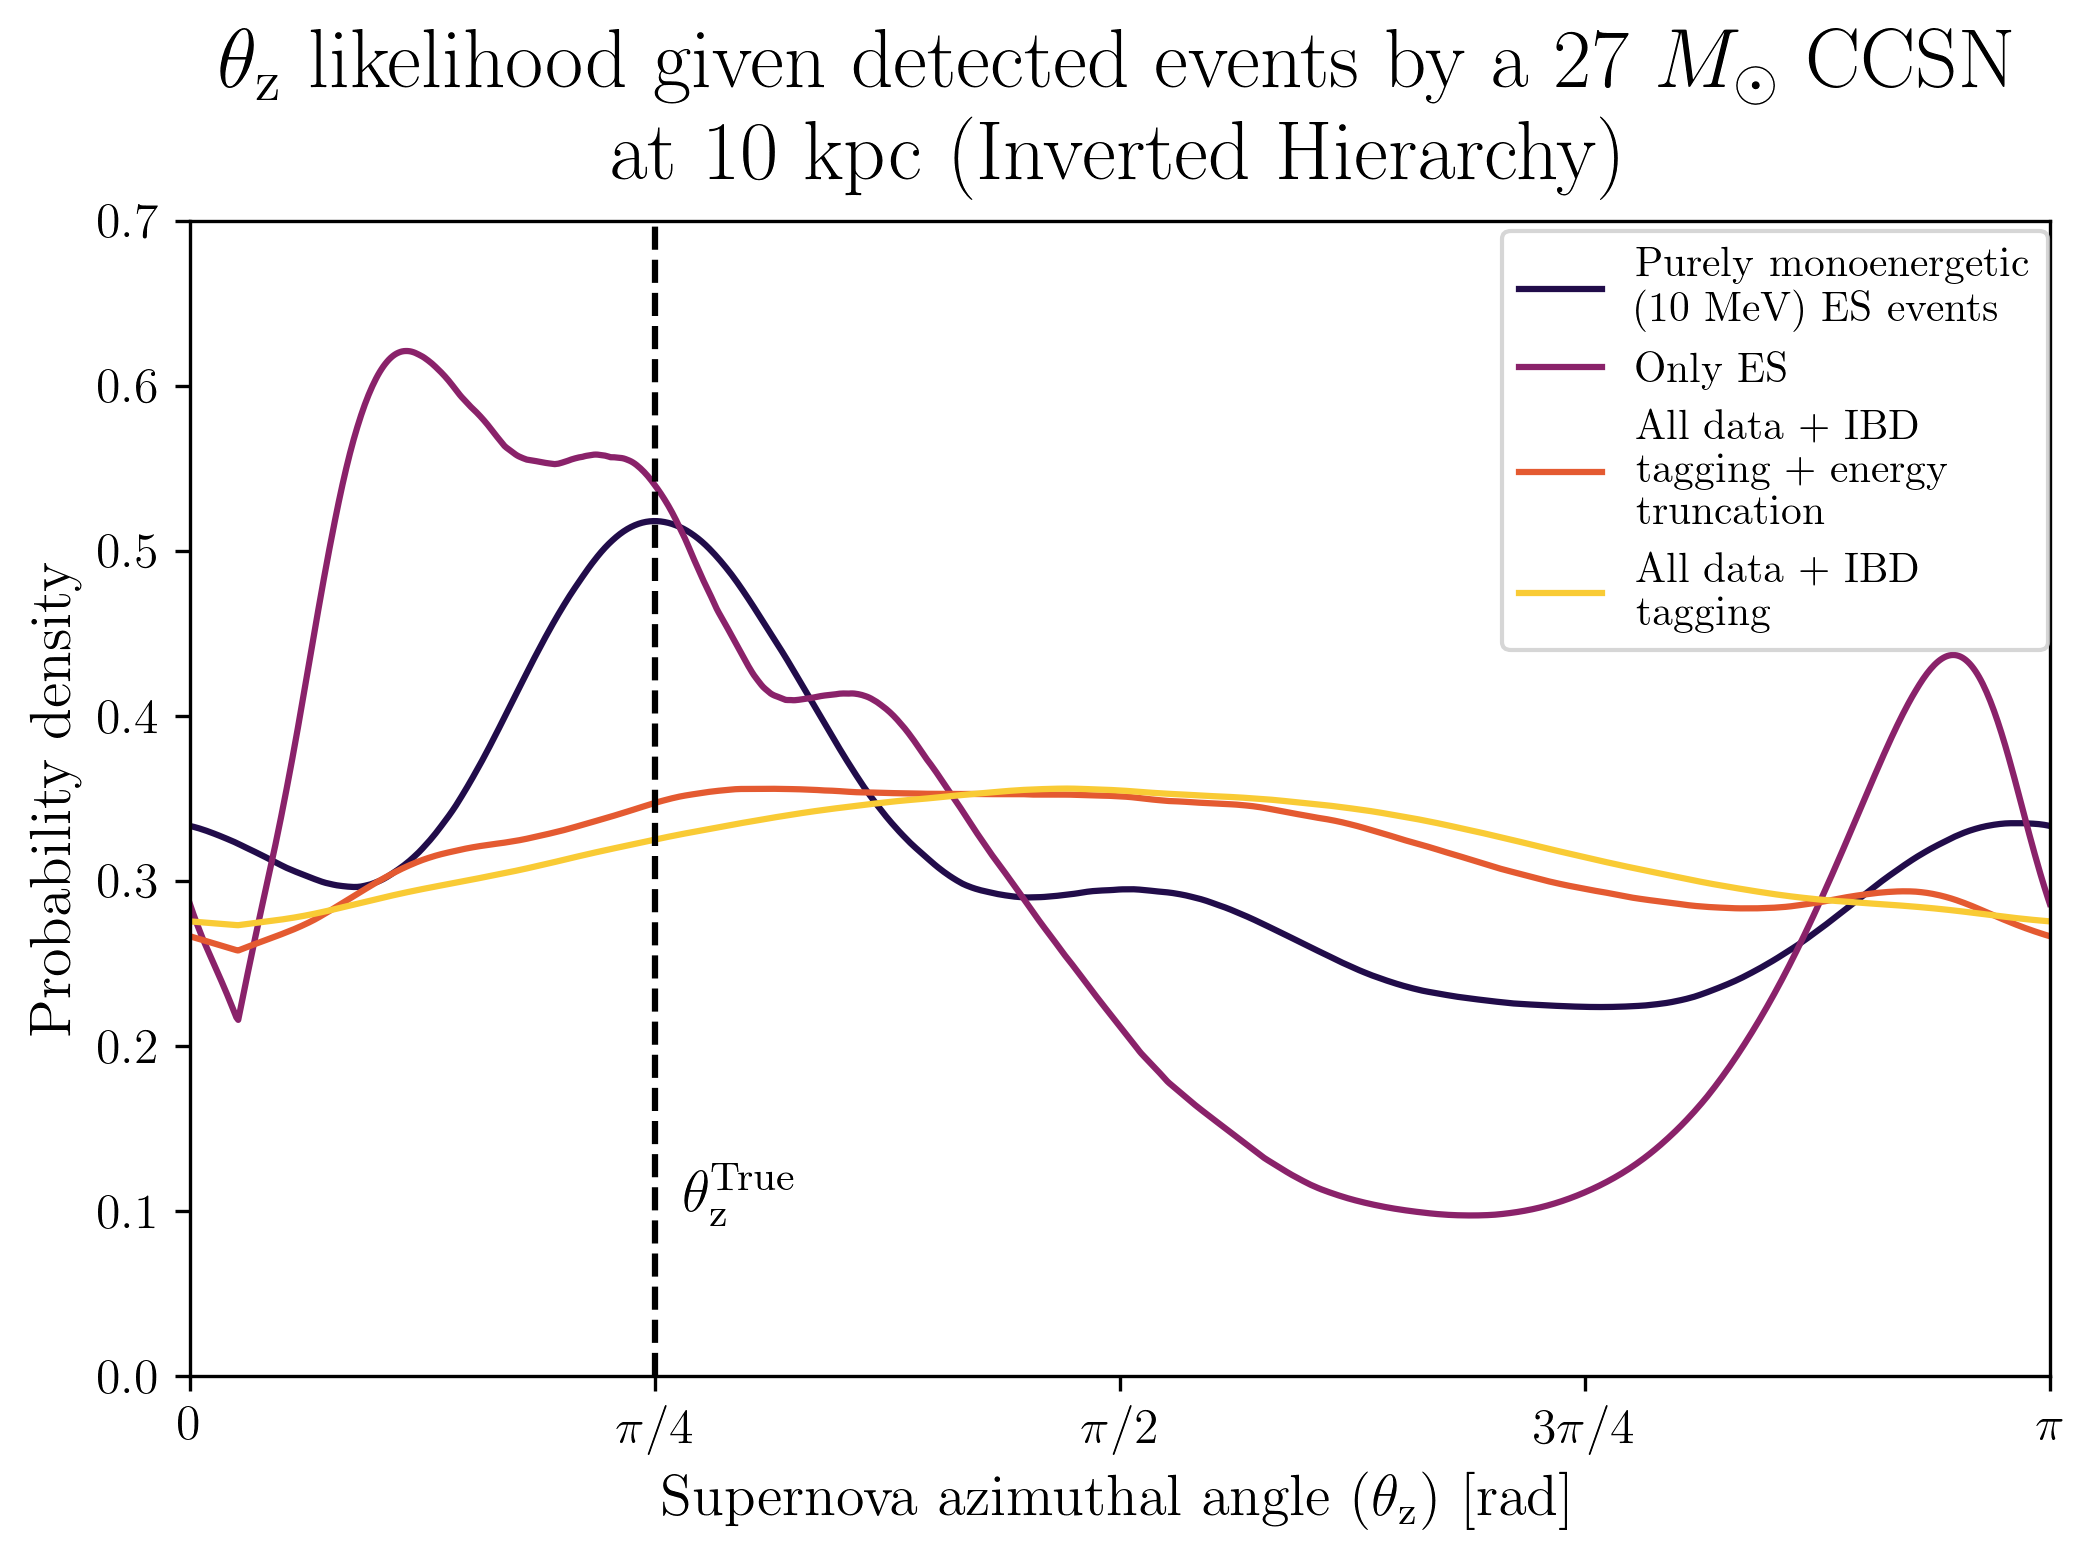 θz likelihood given detected events by a 27 M⊙ CCSN
at 10 kpc (Inverted Hierarchy)
Probability density
0.7
0.6
0.5
0.4
0.3
0.2
0.1
0.0
Purely monoenergetic
(10 MeV) ES events
Only ES
All data + IBD
tagging + energy
truncation
All data + IBD
tagging
θzTrue
0 π/4 π/2 3π/4 π
Supernova azimuthal angle (θz) [rad]